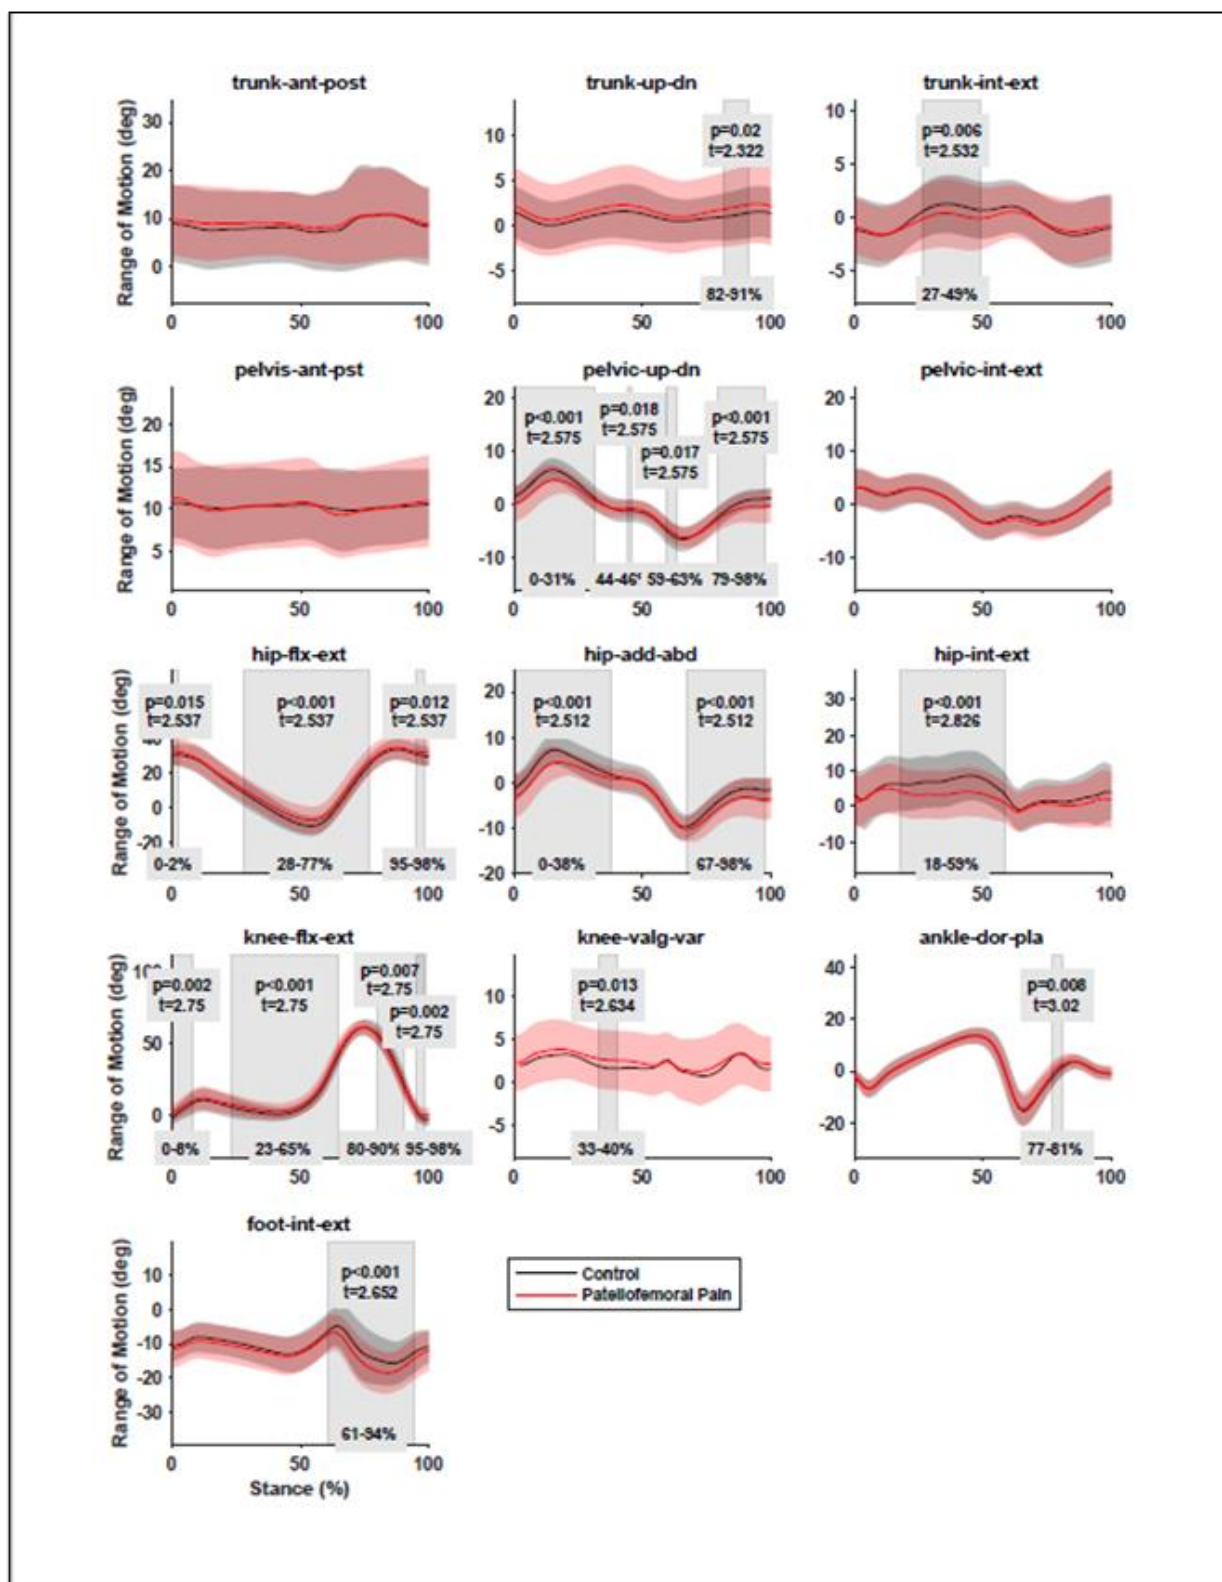 trunk-ant-post
trunk-up-dn
trunk-int-ext
Range of Motion (deg)
30
20
10
0
0
50
100
10
5
0
-5
p=0.02
t=2.322
82-91%
0
50
100
10
5
0
-5
p=0.006
t=2.532
27-49%
0
50
100
pelvis-ant-pst
pelvic-up-dn
pelvic-int-ext
Range of Motion (deg)
20
15
10
5
0
50
100
20
10
0
-10
p<0.001
t=2.575
p=0.018
t=2.575
p=0.017
t=2.575
p<0.001
t=2.575
0-31%
44-46
59-63%
79-98%
0
50
100
20
10
0
-10
0
50
100
hip-flx-ext
hip-add-abd
hip-int-ext
Range of Motion (deg)
p=0.015
t=2.537
p<0.001
t=2.537
p=0.012
t=2.537
40
20
0
-20
0-2%
28-77%
95-98%
0
50
100
20
10
0
-10
-20
p<0.001
t=2.512
p<0.001
t=2.512
0-38%
67-98%
0
50
100
30
20
10
0
-10
p<0.001
t=2.826
18-59%
0
50
100
knee-flx-ext
knee-valg-var
ankle-dor-pla
Range of Motion (deg)
100
50
0
p=0.002
t=2.75
p<0.001
t=2.75
p=0.007
t=2.75
p=0.002
t=2.75
0-8%
23-65%
80-90%
95-98%
0
50
100
10
5
0
-5
p=0.013
t=2.634
33-40%
0
50
100
40
20
0
-20
p=0.008
t=3.02
77-81%
0
50
100
foot-int-ext
Range of Motion (deg)
10
0
-10
-20
-30
p<0.001
t=2.652
61-94%
0
50
100
Stance (%)
Control
Patellofemoral Pain